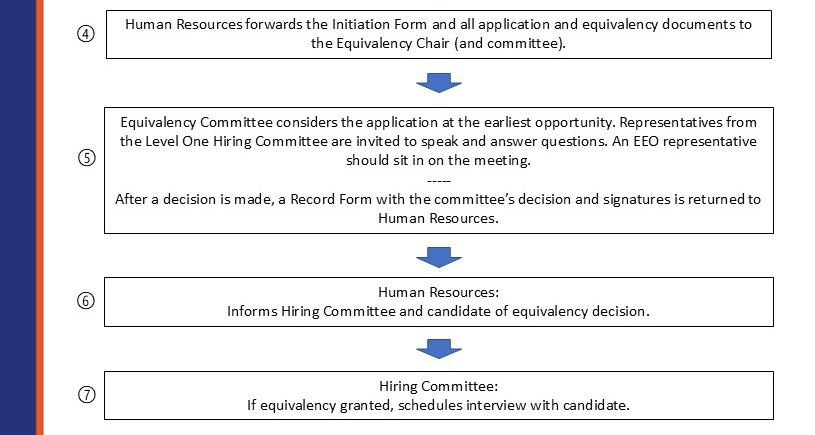 ④
Human Resources forwards the Initiation Form and all application and equivalency documents to
the Equivalency Chair (and committee).
⑤
Equivalency Committee considers the application at the earliest opportunity. Representatives from
the Level One Hiring Committee are invited to speak and answer questions. An EEO representative
should sit in on the meeting.
-----
After a decision is made, a Record Form with the committee's decision and signatures is returned to
Human Resources.
⑥
Human Resources:
Informs Hiring Committee and candidate of equivalency decision.
⑦
Hiring Committee:
If equivalency granted, schedules interview with candidate.